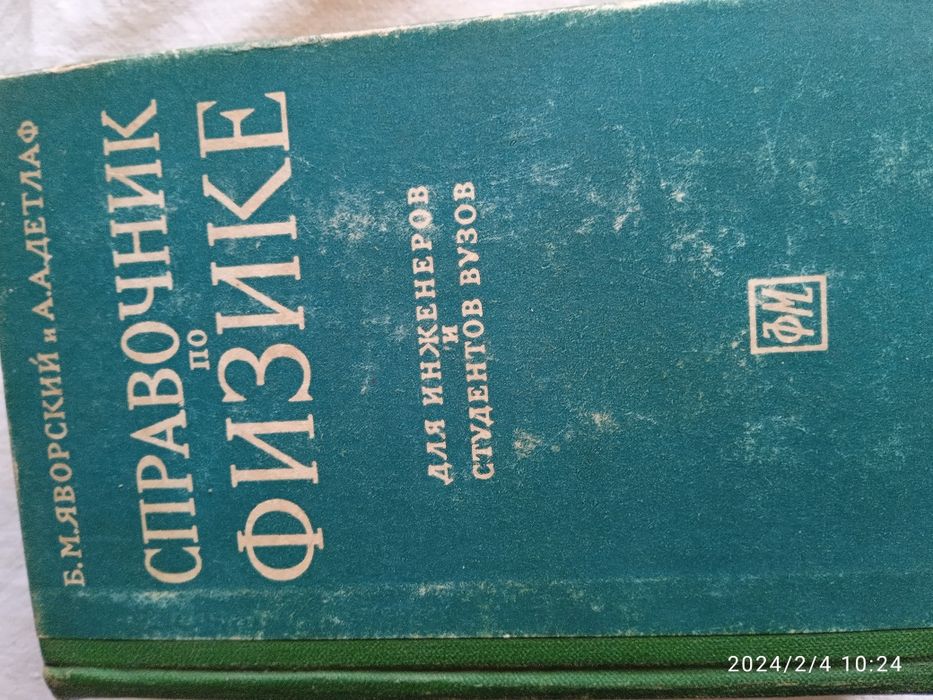 Б. М. ЯВОРСКИЙ и А. А. ДЕТЛАФ
СПРАВОЧНИК
ПО
ФИЗИКЕ
ДЛЯ ИНЖЕНЕРОВ
И
СТУДЕНТОВ ВУЗОВ
ФМ
2024/2/4 10:24